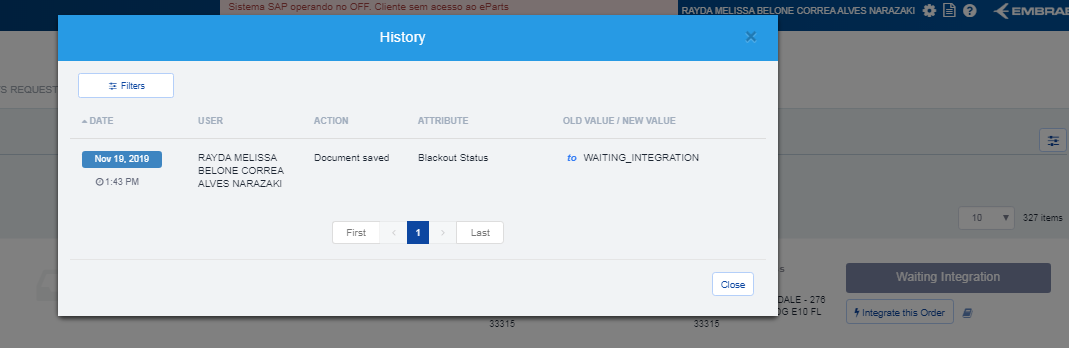 Sistema SAP operando no OFF. Cliente sem acesso ao eParts
RAYDA MELISSA BELONE CORREA ALVES NARAZAKI
EMBRAE
History
×
Filters
S REQUEST
DATE USER ACTION ATTRIBUTE OLD VALUE / NEW VALUE
Nov 19, 2019
1:43 PM
RAYDA MELISSA
BELONE CORREA
ALVES NARAZAKI
Document saved
Blackout Status
to WAITING_INTEGRATION
10
327 items
First < 1 > Last
Close
Waiting Integration
DALE - 276
OG E10 FL
Integrate this Order
33315 33315